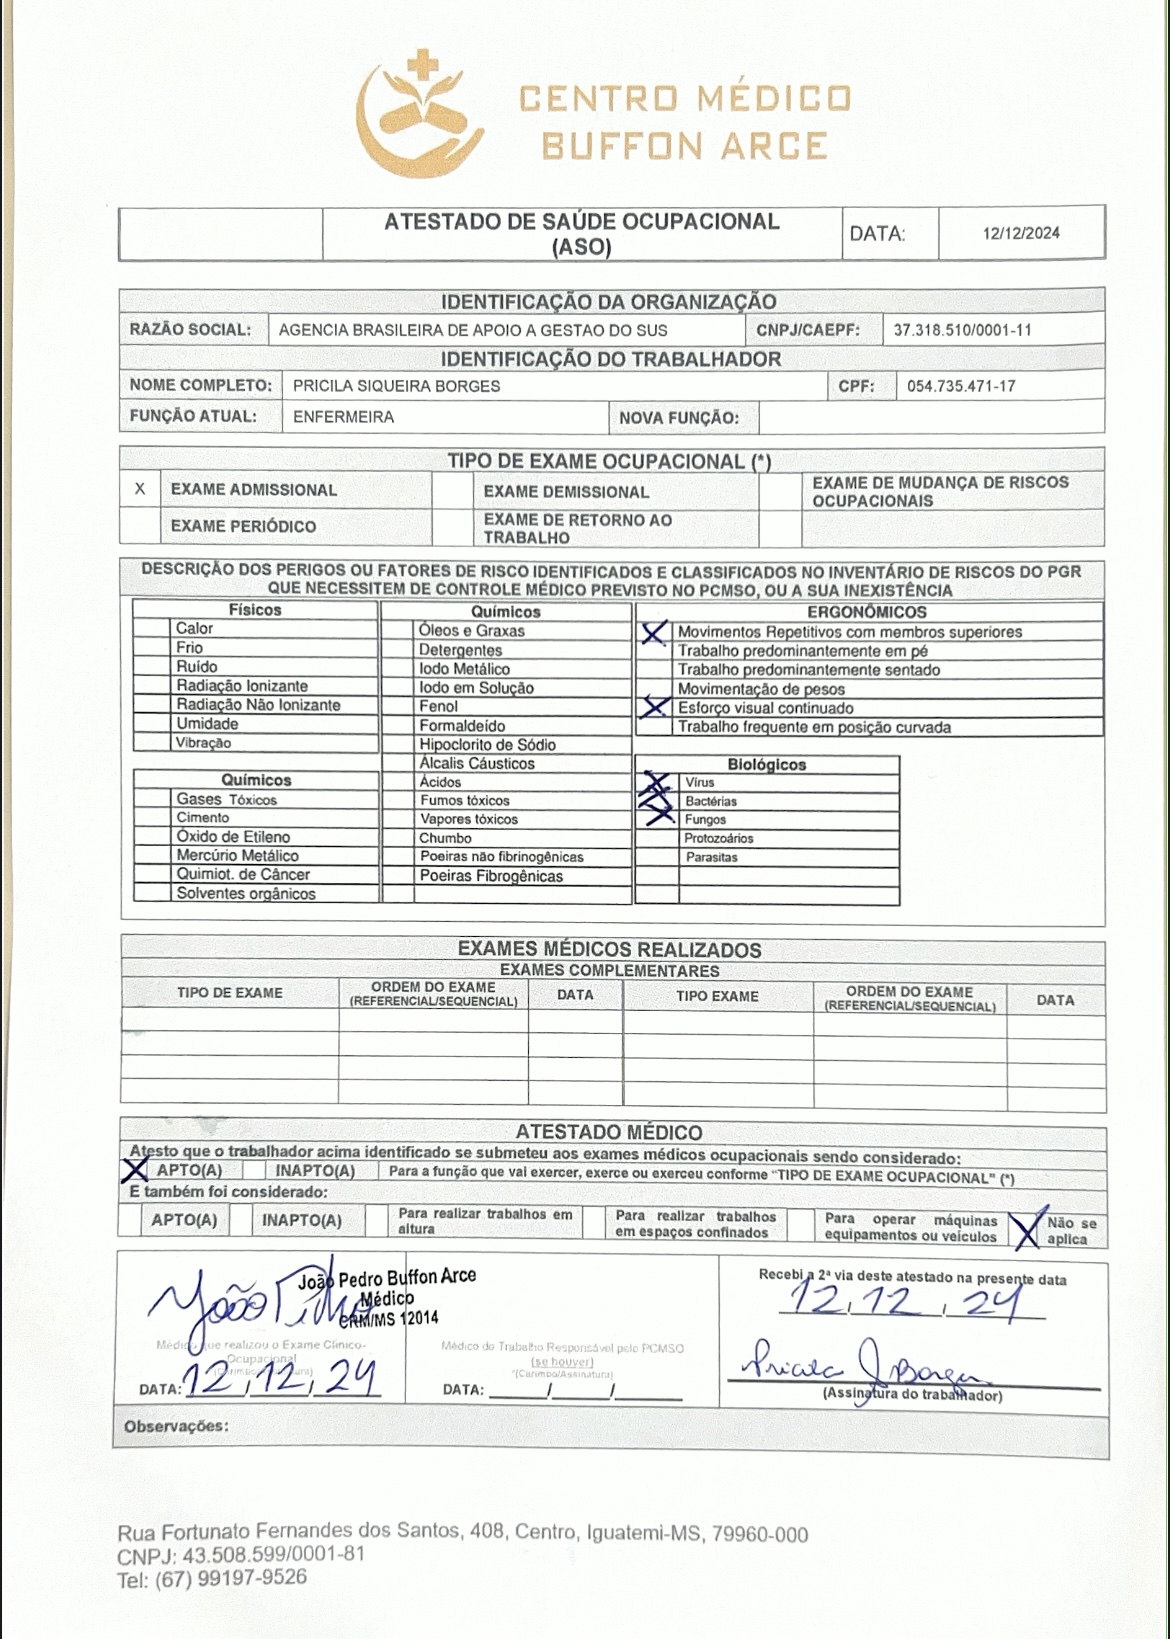 CENTRO MÉDICO
BUFFON ARCE
ATESTADO DE SAÚDE OCUPACIONAL
(ASO)
DATA: 12/12/2024
IDENTIFICAÇÃO DA ORGANIZAÇÃO
RAZÃO SOCIAL: AGENCIA BRASILEIRA DE APOIO A GESTAO DO SUS CNPJ/CAEPF: 37.318.510/0001-11
IDENTIFICAÇÃO DO TRABALHADOR
NOME COMPLETO: PRICILA SIQUEIRA BORGES CPF: 054.735.471-17
FUNÇÃO ATUAL: ENFERMEIRA NOVA FUNÇÃO:
TIPO DE EXAME OCUPACIONAL (*)
X EXAME ADMISSIONAL EXAME DEMISSIONAL EXAME DE MUDANÇA DE RISCOS OCUPACIONAIS
EXAME PERIÓDICO EXAME DE RETORNO AO TRABALHO
DESCRIÇÃO DOS PERIGOS OU FATORES DE RISCO IDENTIFICADOS E CLASSIFICADOS NO INVENTÁRIO DE RISCOS DO PGR
QUE NECESSITEM DE CONTROLE MÉDICO PREVISTO NO PCMSO, OU A SUA INEXISTÊNCIA
Físicos
Calor
Frio
Ruído
Radiação Ionizante
Radiação Não Ionizante
Umidade
Vibração
Químicos
Gases Tóxicos
Cimento
Óxido de Etileno
Mercúrio Metálico
Quimiot. de Câncer
Solventes orgânicos
Químicos
Óleos e Graxas
Detergentes
Iodo Metálico
Iodo em Solução
Fenol
Formaldeído
Hipoclorito de Sódio
Álcalis Cáusticos
Ácidos
Fumos tóxicos
Vapores tóxicos
Chumbo
Poeiras não fibrinogênicas
Poeiras Fibrogênicas
ERGONÔMICOS
X Movimentos Repetitivos com membros superiores
Trabalho predominantemente em pé
Trabalho predominantemente sentado
Movimentação de pesos
X Esforço visual continuado
Trabalho frequente em posição curvada
Biológicos
X Vírus
X Bactérias
X Fungos
Protozoários
Parasitas
EXAMES MÉDICOS REALIZADOS
EXAMES COMPLEMENTARES
TIPO DE EXAME ORDEM DO EXAME (REFERENCIAL/SEQUENCIAL) DATA TIPO EXAME ORDEM DO EXAME (REFERENCIAL/SEQUENCIAL) DATA
ATESTADO MÉDICO
Atesto que o trabalhador acima identificado se submeteu aos exames médicos ocupacionais sendo considerado:
X APTO(A) INAPTO(A) Para a função que vai exercer, exerce ou exerceu conforme "TIPO DE EXAME OCUPACIONAL" (*)
E também foi considerado:
APTO(A) INAPTO(A) Para realizar trabalhos em altura Para realizar trabalhos em espaços confinados Para operar máquinas equipamentos ou veículos X Não se aplica
João
João Pedro Buffon Arce
Médico
CRM/MS 12014
Médico que realizou o Exame Clínico-
Ocupacional
(Carimbo/Assinatura)
DATA: 12/12/24
Médico do Trabalho Responsável pelo PCMSO
(se houver)
(Carimbo/Assinatura)
DATA: ____/____/____
Recebi a 2ª via deste atestado na presente data
12/12/24
Pricila S Borges
(Assinatura do trabalhador)
Observações:
Rua Fortunato Fernandes dos Santos, 408, Centro, Iguatemi-MS, 79960-000
CNPJ: 43.508.599/0001-81
Tel: (67) 99197-9526